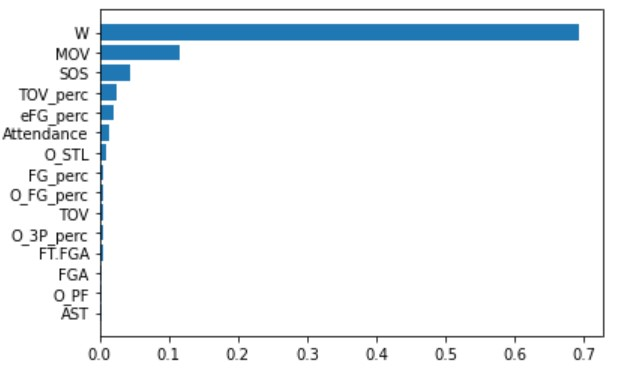 W
MOV
SOS
TOV_perc
eFG_perc
Attendance
O_STL
FG_perc
O_FG_perc
TOV
O_3P_perc
FT.FGA
FGA
O_PF
AST
0.0 0.1 0.2 0.3 0.4 0.5 0.6 0.7